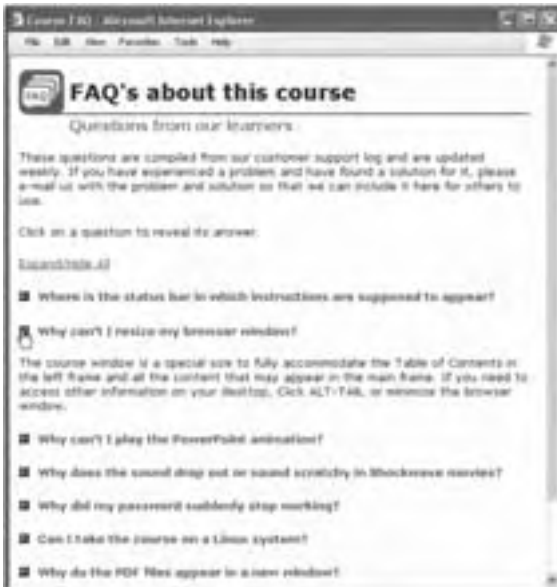 Course FAQ - Microsoft Internet Explorer
File Edit View Favorites Tools Help
FAQ
FAQ's about this course
Questions from our learners
These questions are compiled from our customer support log and are updated
weekly. If you have experienced a problem and have found a solution for it, please
e-mail us with the problem and solution so that we can include it here for others to
use.
Click on a question to reveal its answer.
Expand/Hide All
Where is the status bar in which instructions are supposed to appear?
Why can't I resize my browser window?
The course window is a special size to fully accommodate the Table of Contents in
the left frame and all the content that may appear in the main frame. If you need to
access other information on your desktop, Click ALT-TAB, or minimize the browser
window.
Why can't I play the PowerPoint animation?
Why does the sound drop out or sound scratchy in Shockwave movies?
Why did my password suddenly stop working?
Can I take the course on a Linux system?
Why do the PDF files appear in a new window?